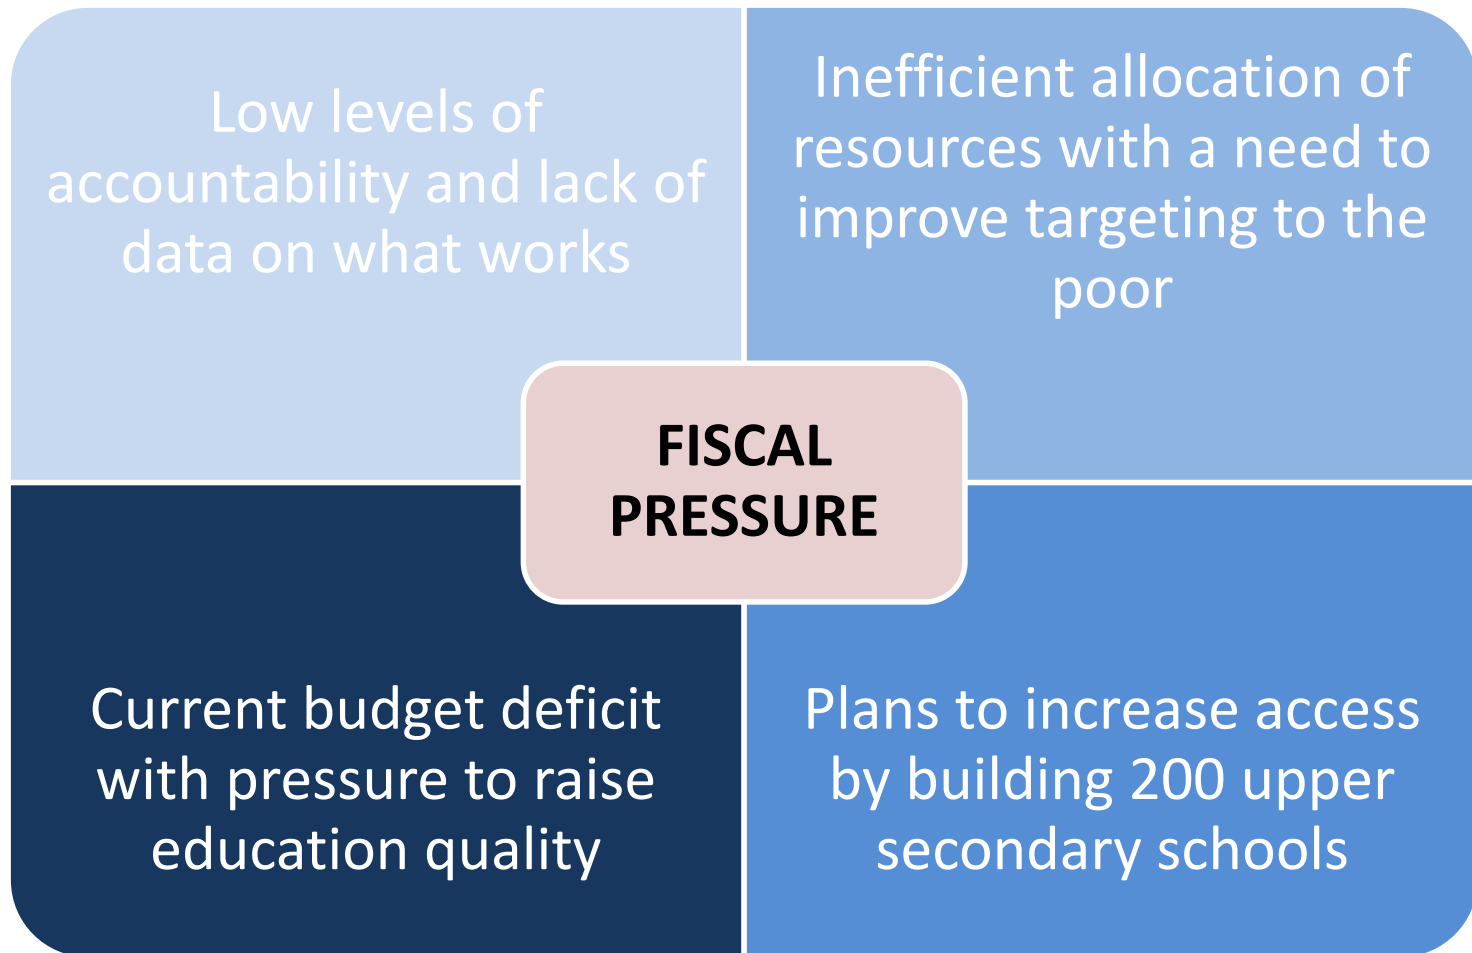 Low levels of
accountability and lack of
data on what works
Inefficient allocation of
resources with a need to
improve targeting to the
poor
FISCAL
PRESSURE
Current budget deficit
with pressure to raise
education quality
Plans to increase access
by building 200 upper
secondary schools